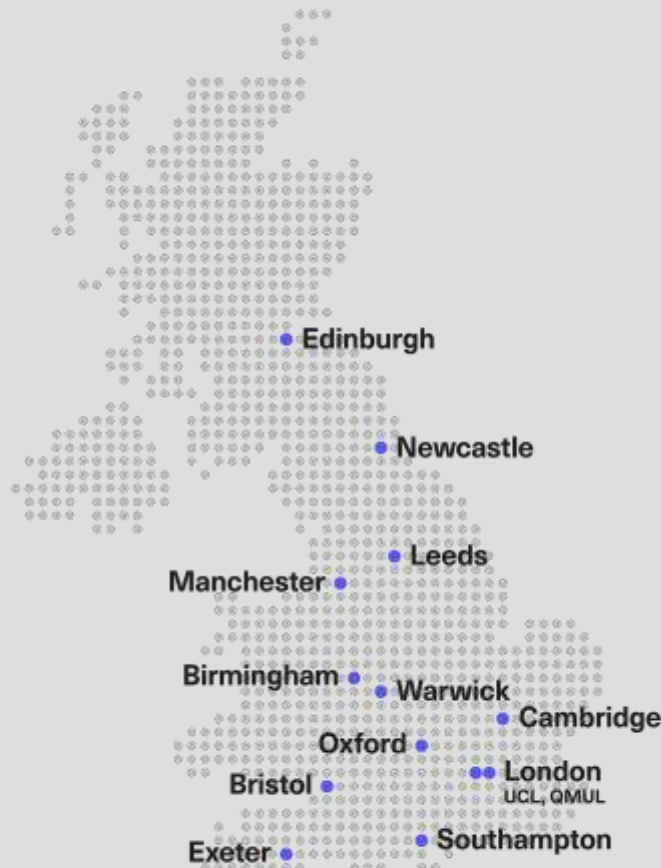 Edinburgh
Newcastle
Leeds
Manchester
Birmingham
Warwick
Cambridge
Oxford
London
UCL, QMUL
Bristol
Southampton
Exeter